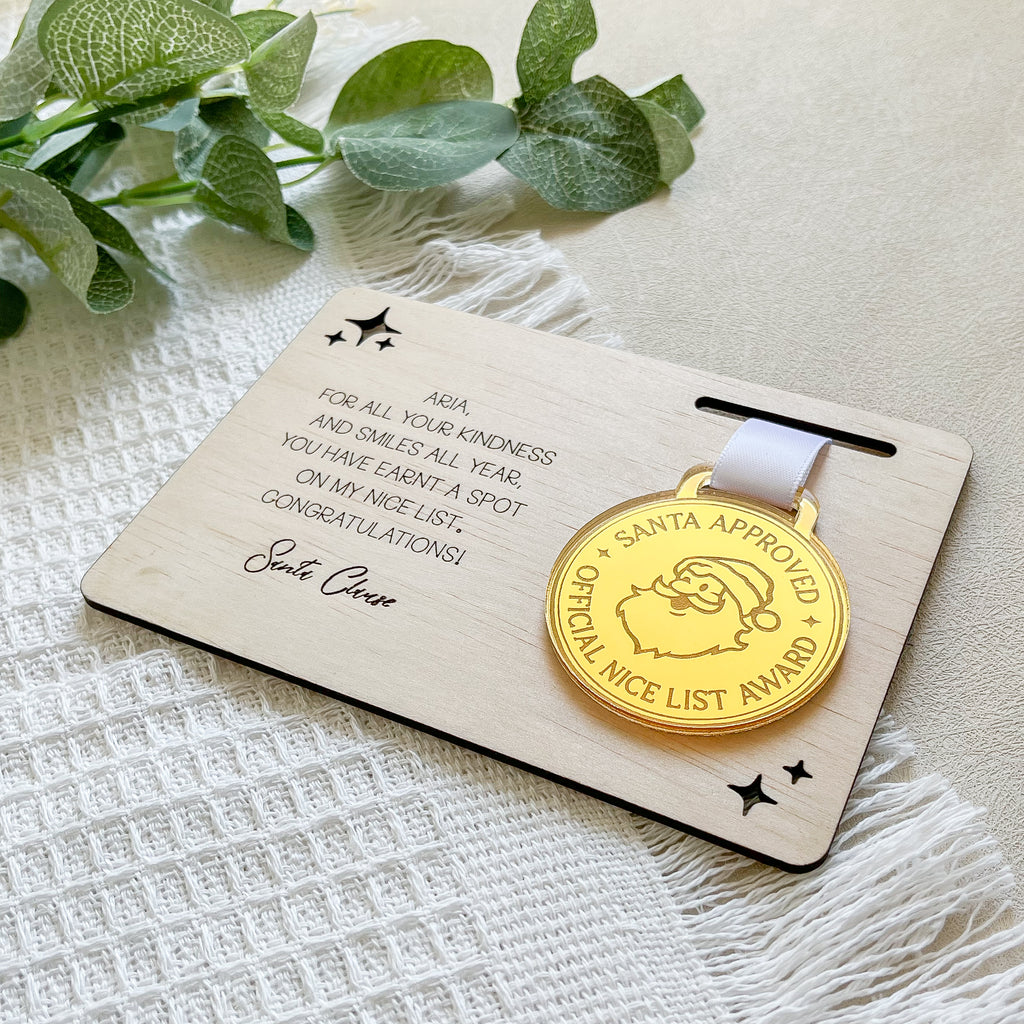 ARIA,
FOR ALL YOUR KINDNESS
AND SMILES ALL YEAR,
YOU HAVE EARNT A SPOT
ON MY NICE LIST.
CONGRATULATIONS!
Santa Clause
SANTA APPROVED
OFFICIAL NICE LIST AWARD